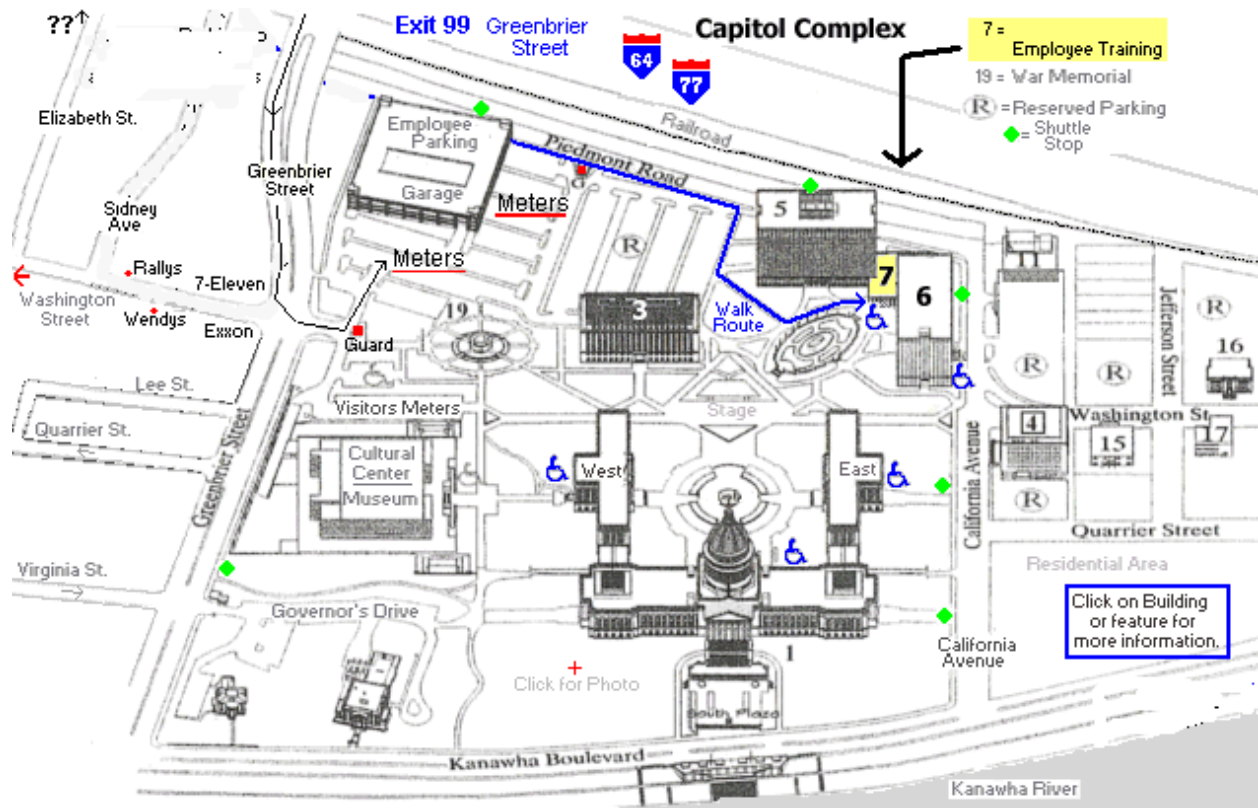 ??
Exit 99
Greenbrier
Street
64
77
Capitol Complex
7 =
Employee Training
19 = War Memorial
R = Reserved Parking
= Shuttle
Stop
Elizabeth St.
Employee
Parking
Garage
Railroad
Piedmont Road
Greenbrier
Street
Meters
G
5
Sidney
Ave
R
Meters
7
6
Rallys
7-Eleven
Washington
Street
Wendys
Exxon
Guard
19
3
Walk
Route
Jefferson Street
R
R
R
16
Lee St.
Visitors Meters
Stage
Washington St.
Quarrier St.
4
15
17
Cultural
Center
Museum
West
East
Greenbrier Street
California Avenue
R
Quarrier Street
Virginia St.
Residential Area
Governor's Drive
Click on Building
or feature for
more information.
California
Avenue
1
Click for Photo
South Plaza
Kanawha Boulevard
Kanawha River